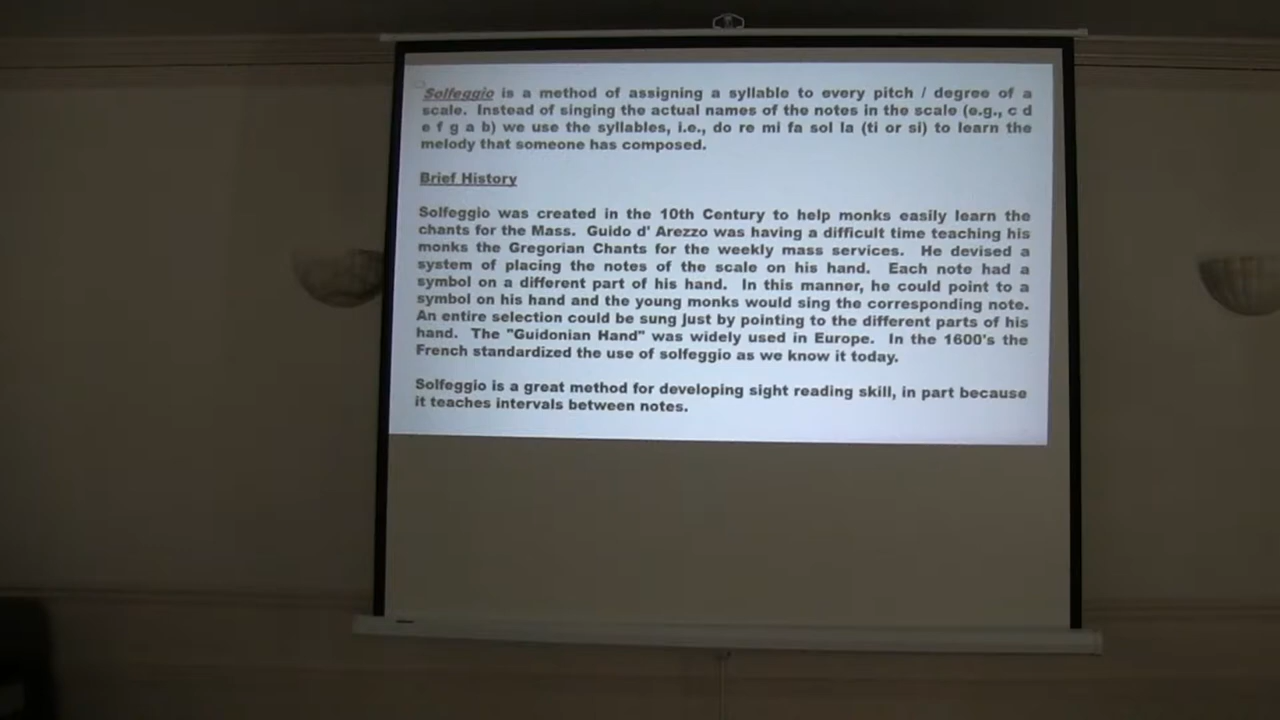 Solfeggio is a method of assigning a syllable to every pitch / degree of a
scale. Instead of singing the actual names of the notes in the scale (e.g., c d
e f g a b) we use the syllables, i.e., do re mi fa sol la (ti or si) to learn the
melody that someone has composed.
Brief History
Solfeggio was created in the 10th Century to help monks easily learn the
chants for the Mass. Guido d' Arezzo was having a difficult time teaching his
monks the Gregorian Chants for the weekly mass services. He devised a
system of placing the notes of the scale on his hand. Each note had a
symbol on a different part of his hand. In this manner, he could point to a
symbol on his hand and the young monks would sing the corresponding note.
An entire selection could be sung just by pointing to the different parts of his
hand. The "Guidonian Hand" was widely used in Europe. In the 1600's the
French standardized the use of solfeggio as we know it today.
Solfeggio is a great method for developing sight reading skill, in part because
it teaches intervals between notes.